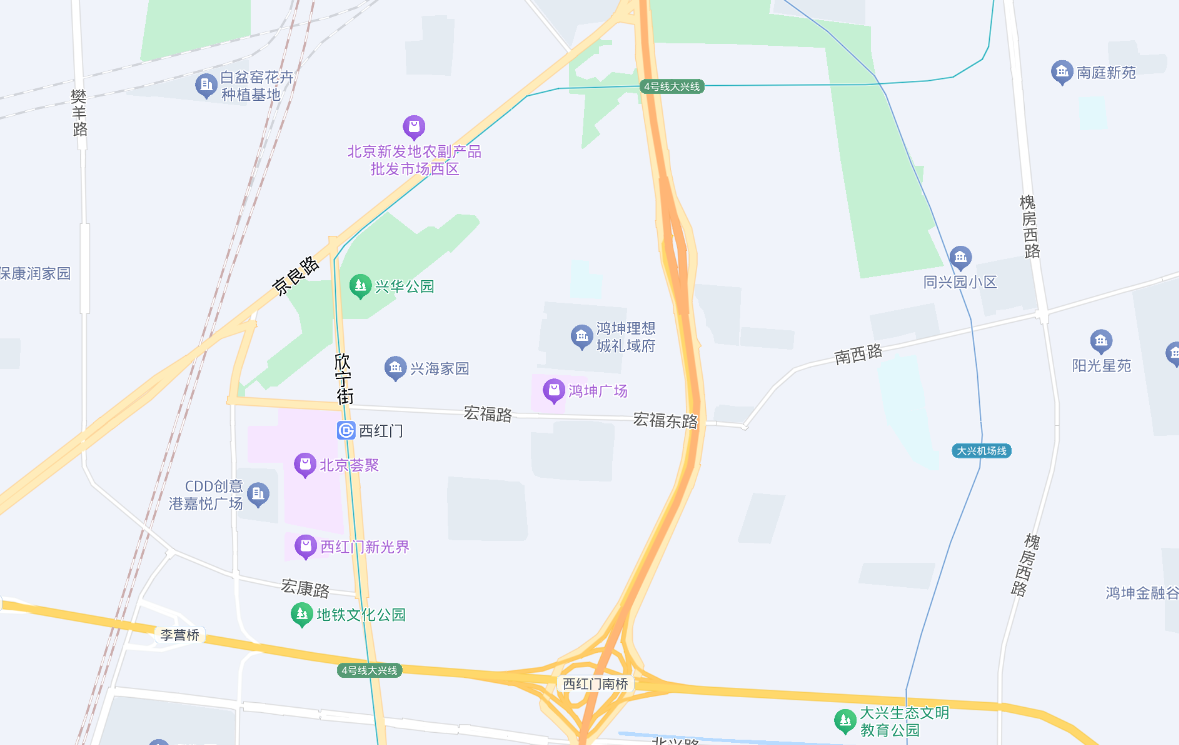 4号线大兴线
白盆窑花卉
种植基地
南庭新苑
樊羊路
北京新发地农副产品
批发市场西区
槐房西路
保康润家园
京良路
兴华公园
同兴园小区
鸿坤理想
城礼域府
南西路
阳光星苑
欣宁街
兴海家园
鸿坤广场
宏福路
宏福东路
西红门
大兴机场线
北京荟聚
CDD创意
港嘉悦广场
西红门新光界
槐房西路
宏康路
鸿坤金融谷
地铁文化公园
李营桥
4号线大兴线
西红门南桥
大兴生态文明
教育公园